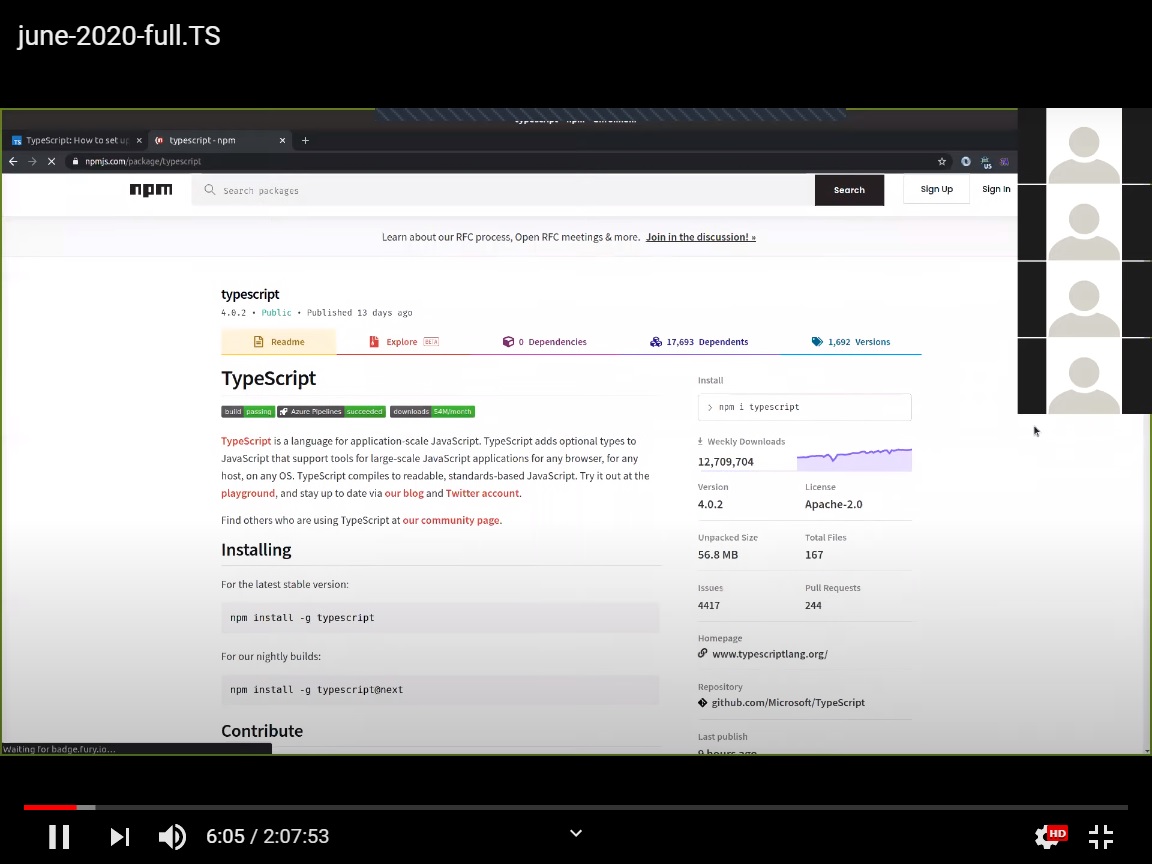 june-2020-full.TS
TypeScript: How to set up
typescript - npm
npmjs.com/package/typescript
US
npm
Search packages
Search
Sign Up
Sign In
Learn about our RFC process, Open RFC meetings & more. Join in the discussion! »
typescript
4.0.2 • Public • Published 13 days ago
Readme
Explore BETA
0 Dependencies
17,693 Dependents
1,692 Versions
TypeScript
build passing Azure Pipelines succeeded downloads 54M/month
TypeScript is a language for application-scale JavaScript. TypeScript adds optional types to
JavaScript that support tools for large-scale JavaScript applications for any browser, for any
host, on any OS. TypeScript compiles to readable, standards-based JavaScript. Try it out at the
playground, and stay up to date via our blog and Twitter account.
Find others who are using TypeScript at our community page.
Installing
For the latest stable version:
npm install -g typescript
For our nightly builds:
npm install -g typescript@next
Contribute
Install
npm i typescript
Weekly Downloads
12,709,704
Version
License
4.0.2
Apache-2.0
Unpacked Size
Total Files
56.8 MB
167
Issues
Pull Requests
4417
244
Homepage
www.typescriptlang.org/
Repository
github.com/Microsoft/TypeScript
Last publish
9 hours ago
Waiting for badge.fury.io...
6:05 / 2:07:53
HD